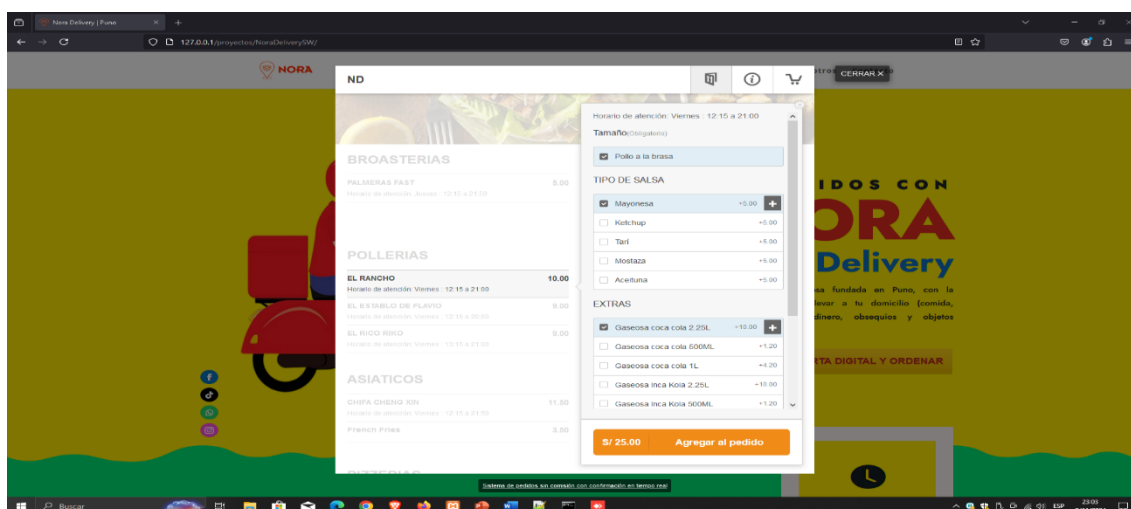 Nora Delivery | Puno
127.0.0.1/proyectos/NoraDeliverySW/
NORA
CERRAR X
ND
BROASTERIAS
PALMERAS FAST 5.00
Horario de atención: Jueves : 12:15 a 21:00
POLLERIAS
EL RANCHO 10.00
Horario de atención: Viernes : 12:15 a 21:00
EL ESTABLO DE FLAVIO 9.00
EL RICO RIKO 9.00
ASIATICOS
CHIFA CHENG XIN 11.00
French Fries 3.50
PIZZERIAS
Horario de atención: Viernes : 12:15 a 21:00
Tamaño(Obligatorio)
Pollo a la brasa
TIPO DE SALSA
Mayonesa +5.00
Ketchup +5.00
Tari +5.00
Mostaza +5.00
Aceituna +5.00
EXTRAS
Gaseosa coca cola 2.25L +10.00
Gaseosa coca cola 500ML +1.20
Gaseosa coca cola 1L +4.20
Gaseosa Inca Kola 2.25L +10.00
Gaseosa Inca Kola 500ML +1.20
S/ 25.00 Agregar al pedido
IDOS CON
ORA
Delivery
sa fundada en Puno, con la
levar a tu domicilio (comida,
dinero, obsequios y objetos
RTA DIGITAL Y ORDENAR
Sistema de pedidos sin comisión con confirmación en tiempo real
Buscar
ESP
23:03